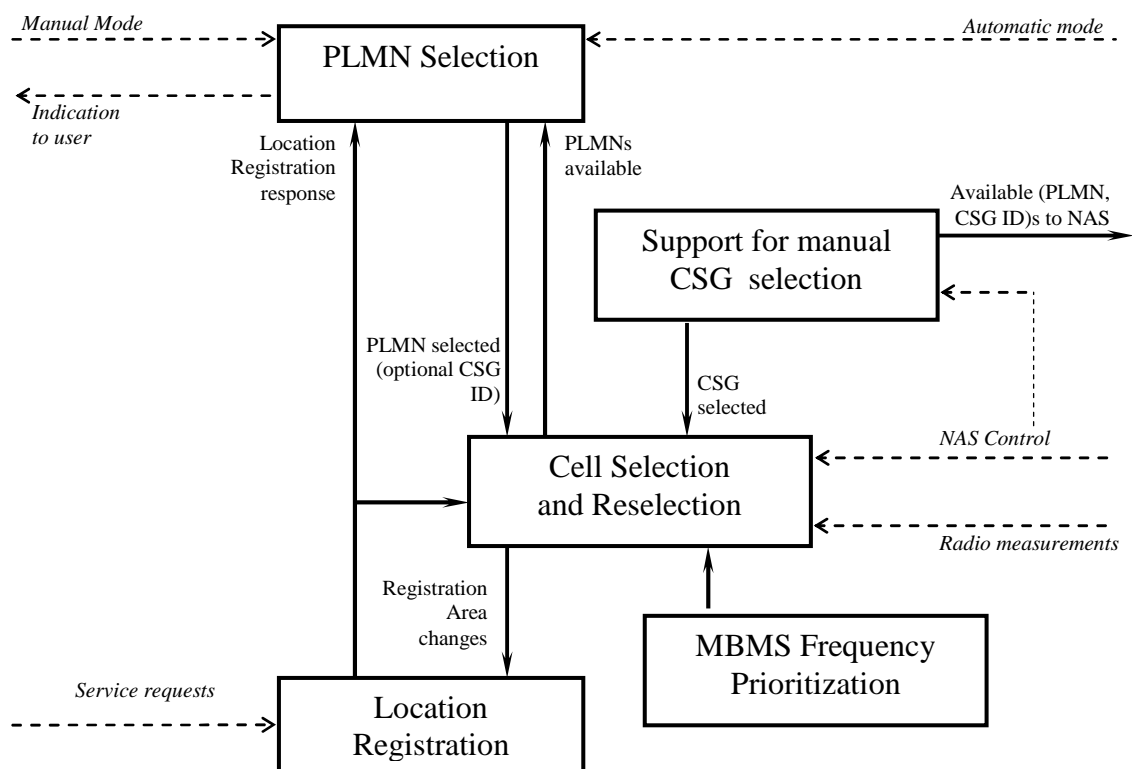 Manual Mode
Automatic mode
PLMN Selection
Indication
to user
Location
Registration
response
PLMNs
available
Available (PLMN,
CSG ID)s to NAS
Support for manual
CSG selection
PLMN selected
(optional CSG
ID)
CSG
selected
NAS Control
Cell Selection
and Reselection
Radio measurements
Registration
Area
changes
MBMS Frequency
Prioritization
Service requests
Location
Registration